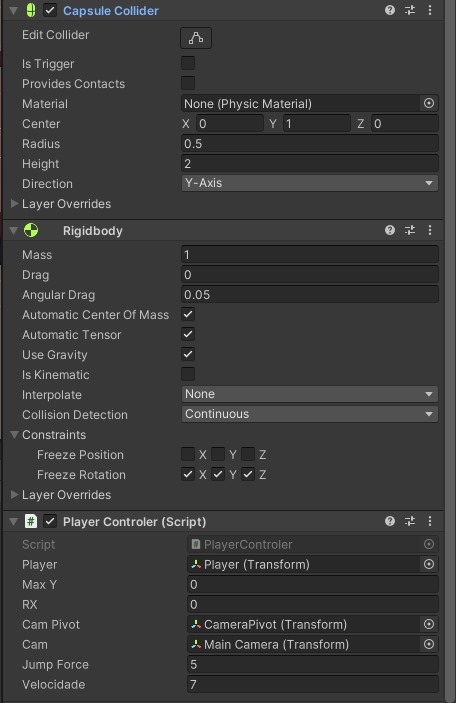 Capsule Collider
Edit Collider
Is Trigger
Provides Contacts
Material None (Physic Material)
Center X 0 Y 1 Z 0
Radius 0.5
Height 2
Direction Y-Axis
Layer Overrides
Rigidbody
Mass 1
Drag 0
Angular Drag 0.05
Automatic Center Of Mass
Automatic Tensor
Use Gravity
Is Kinematic
Interpolate None
Collision Detection Continuous
Constraints
Freeze Position X Y Z
Freeze Rotation X Y Z
Layer Overrides
# Player Controler (Script)
Script # PlayerControler
Player Player (Transform)
Max Y 0
RX 0
Cam Pivot CameraPivot (Transform)
Cam Main Camera (Transform)
Jump Force 5
Velocidade 7